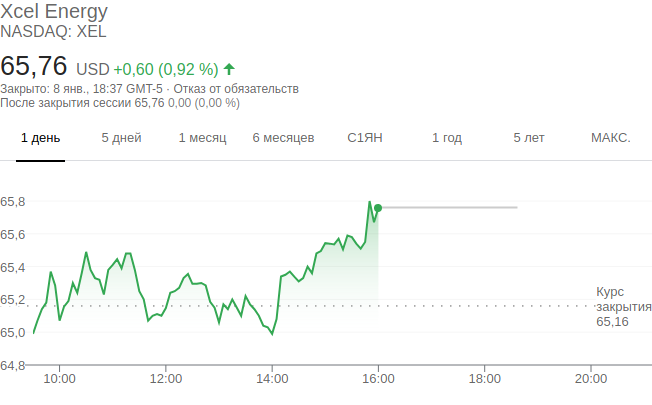 Xcel Energy
NASDAQ: XEL
65,76 USD +0,60 (0,92 %)
Закрыто: 8 янв., 18:37 GMT-5 · Отказ от обязательств
После закрытия сессии 65,76 0,00 (0,00 %)
1 день 5 дней 1 месяц 6 месяцев С1ЯН 1 год 5 лет МАКС.
65,8
65,6
65,4
65,2
65,0
64,8
Курс
закрытия
65,16
10:00 12:00 14:00 16:00 18:00 20:00